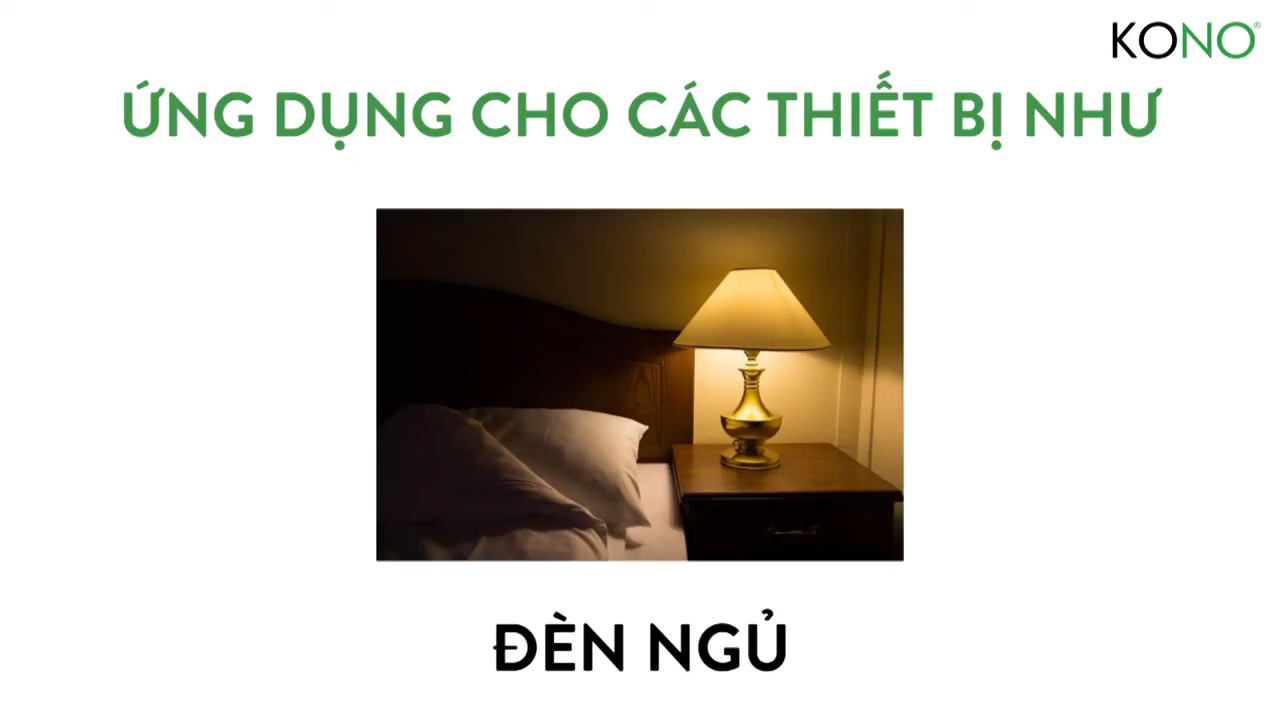 KONO®
ỨNG DỤNG CHO CÁC THIẾT BỊ NHƯ
ĐÈN NGỦ